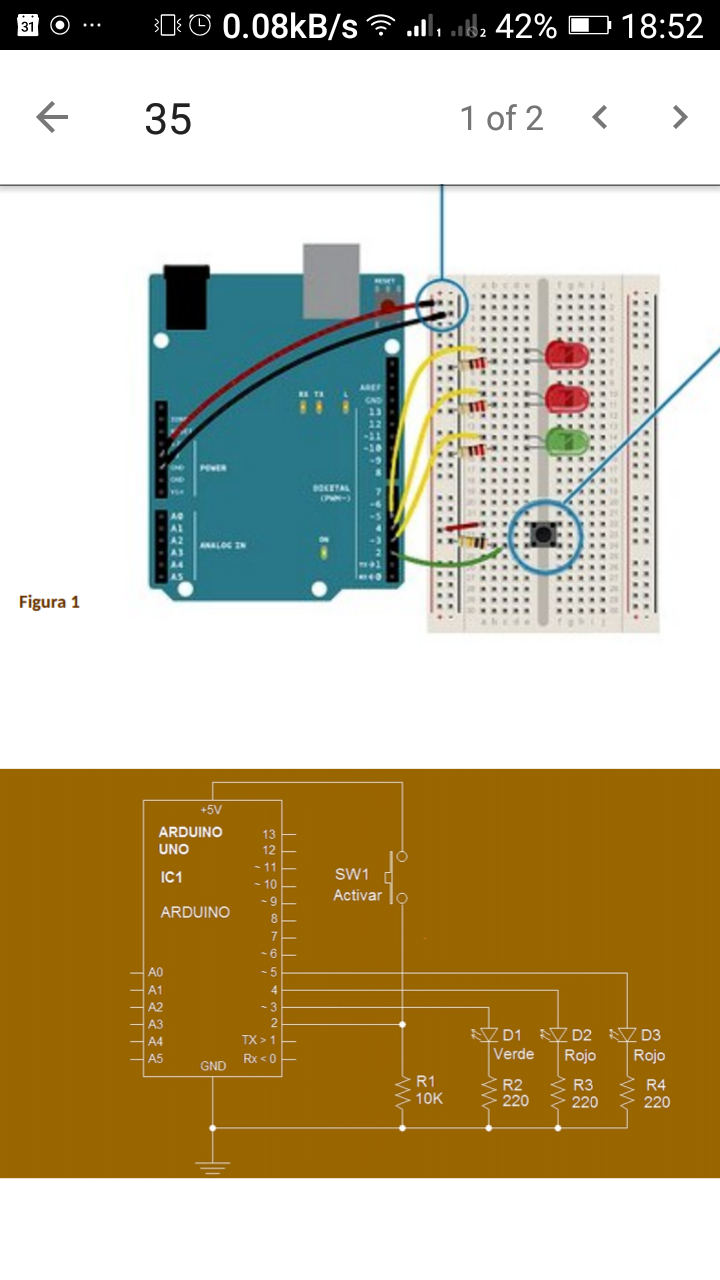 31 ... 0.08kB/s 1 2 42% 18:52
35 1 of 2
RESET
AREF
GND
13
12
~11
~10
~9
8
7
~6
~5
4
~3
2
TX→1
RX←0
RX TX L
DIGITAL
(PWM~)
ON
GND
GND
POWER
A0
A1
A2
A3
A4
A5
ANALOG IN
a b c d e
f g h i j
Figura 1
+5V
ARDUINO
UNO
IC1
ARDUINO
13
12
~ 11
~ 10
~ 9
8
7
~ 6
~ 5
4
~ 3
2
TX > 1
Rx < 0
A0
A1
A2
A3
A4
A5
GND
SW1
Activar
D1
Verde
D2
Rojo
D3
Rojo
R1
10K
R2
220
R3
220
R4
220